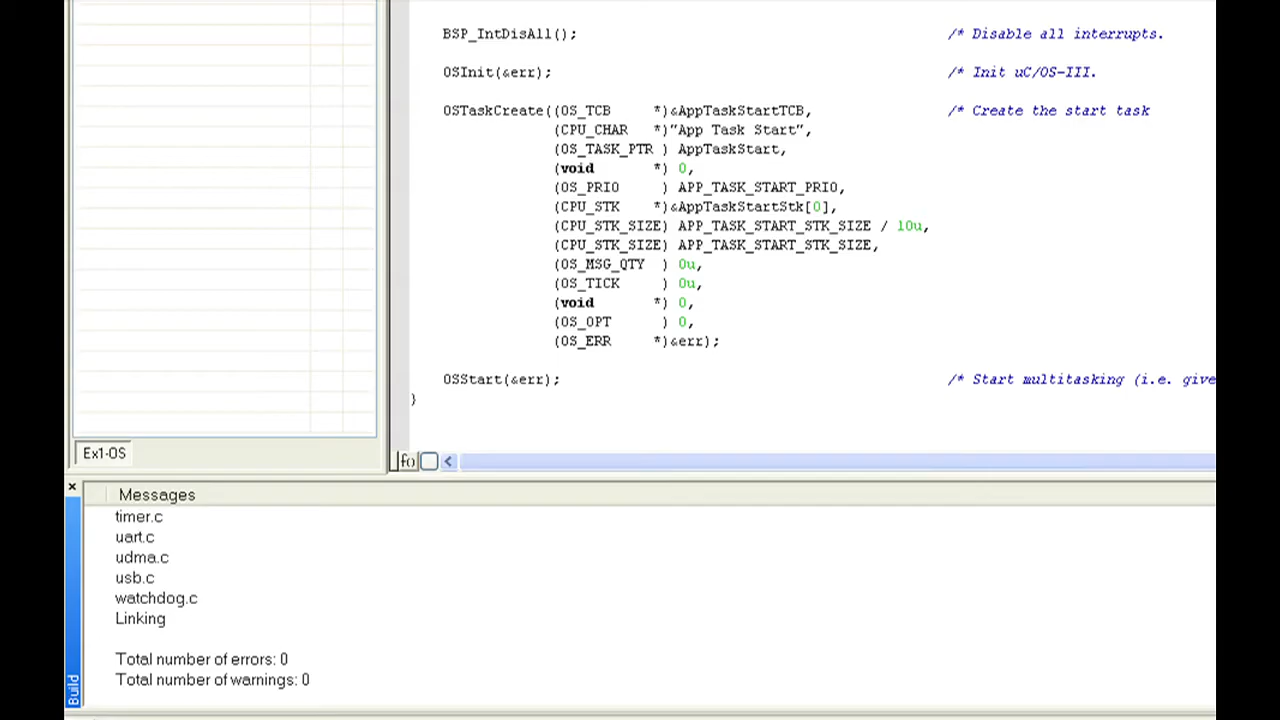 BSP_IntDisAll(); /* Disable all interrupts.
OSInit(&err); /* Init uC/OS-III.
OSTaskCreate((OS_TCB *)&AppTaskStartTCB, /* Create the start task
(CPU_CHAR *)"App Task Start",
(OS_TASK_PTR ) AppTaskStart,
(void *) 0,
(OS_PRIO ) APP_TASK_START_PRIO,
(CPU_STK *)&AppTaskStartStk[0],
(CPU_STK_SIZE) APP_TASK_START_STK_SIZE / 10u,
(CPU_STK_SIZE) APP_TASK_START_STK_SIZE,
(OS_MSG_QTY ) 0u,
(OS_TICK ) 0u,
(void *) 0,
(OS_OPT ) 0,
(OS_ERR *)&err);
OSStart(&err); /* Start multitasking (i.e. give
}
Ex1-OS
f()
Messages
timer.c
uart.c
udma.c
usb.c
watchdog.c
Linking
Total number of errors: 0
Total number of warnings: 0
Build